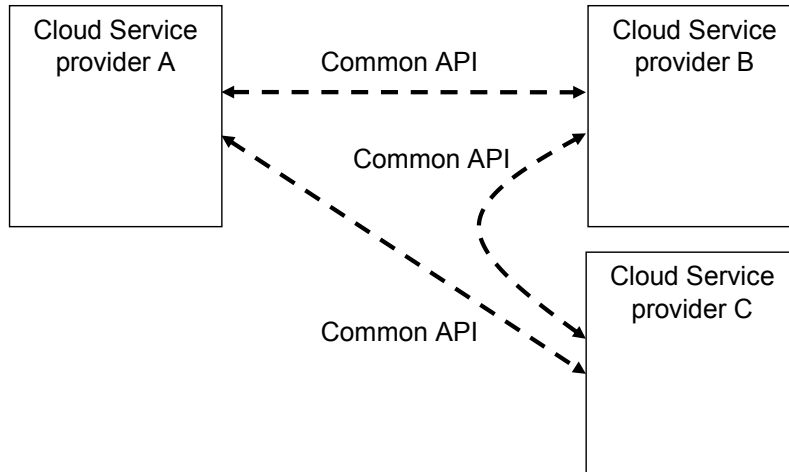 Cloud Service
provider A
Common API
Cloud Service
provider B
Common API
Cloud Service
provider C
Common API